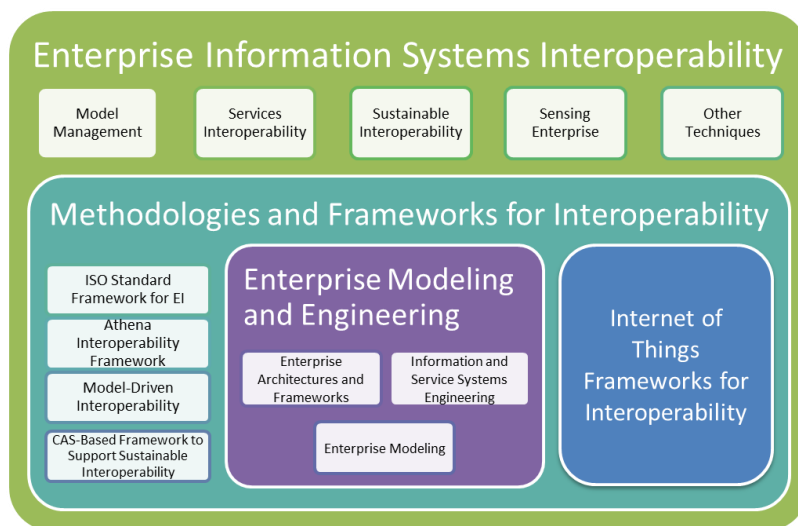 Enterprise Information Systems Interoperability
Model
Management
Services
Interoperability
Sustainable
Interoperability
Sensing
Enterprise
Other
Techniques
Methodologies and Frameworks for Interoperability
ISO Standard
Framework for EI
Athena
Interoperability
Framework
Model-Driven
Interoperability
CAS-Based Framework to
Support Sustainable
Interoperability
Enterprise Modeling
and Engineering
Enterprise
Architectures and
Frameworks
Information and
Service Systems
Engineering
Enterprise Modeling
Internet of
Things
Frameworks for
Interoperability